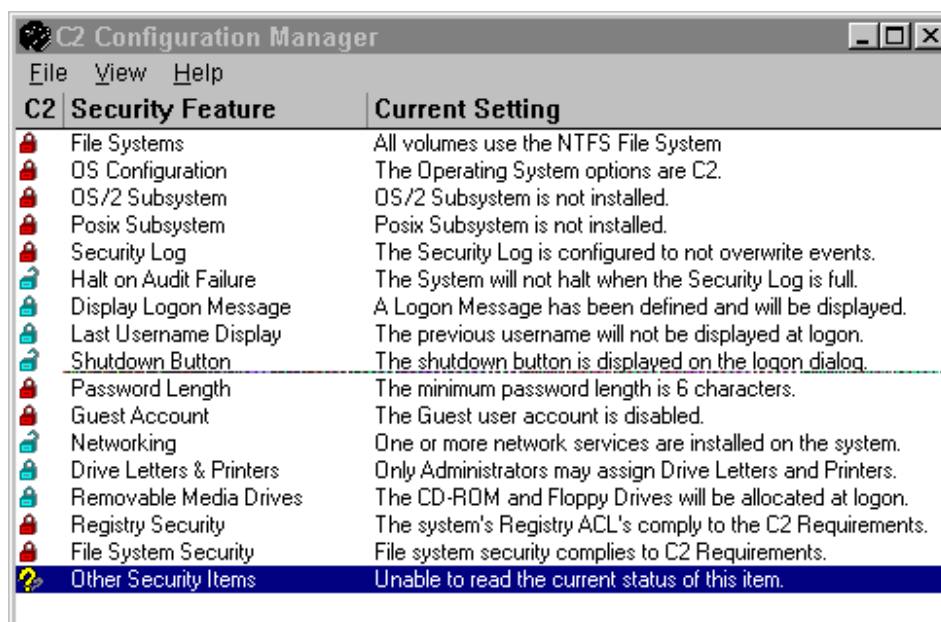 C2 Configuration Manager
File View Help
C2 Security Feature Current Setting
File Systems All volumes use the NTFS File System
OS Configuration The Operating System options are C2.
OS/2 Subsystem OS/2 Subsystem is not installed.
Posix Subsystem Posix Subsystem is not installed.
Security Log The Security Log is configured to not overwrite events.
Halt on Audit Failure The System will not halt when the Security Log is full.
Display Logon Message A Logon Message has been defined and will be displayed.
Last Username Display The previous username will not be displayed at logon.
Shutdown Button The shutdown button is displayed on the logon dialog.
Password Length The minimum password length is 6 characters.
Guest Account The Guest user account is disabled.
Networking One or more network services are installed on the system.
Drive Letters & Printers Only Administrators may assign Drive Letters and Printers.
Removable Media Drives The CD-ROM and Floppy Drives will be allocated at logon.
Registry Security The system's Registry ACL's comply to the C2 Requirements.
File System Security File system security complies to C2 Requirements.
Other Security Items Unable to read the current status of this item.